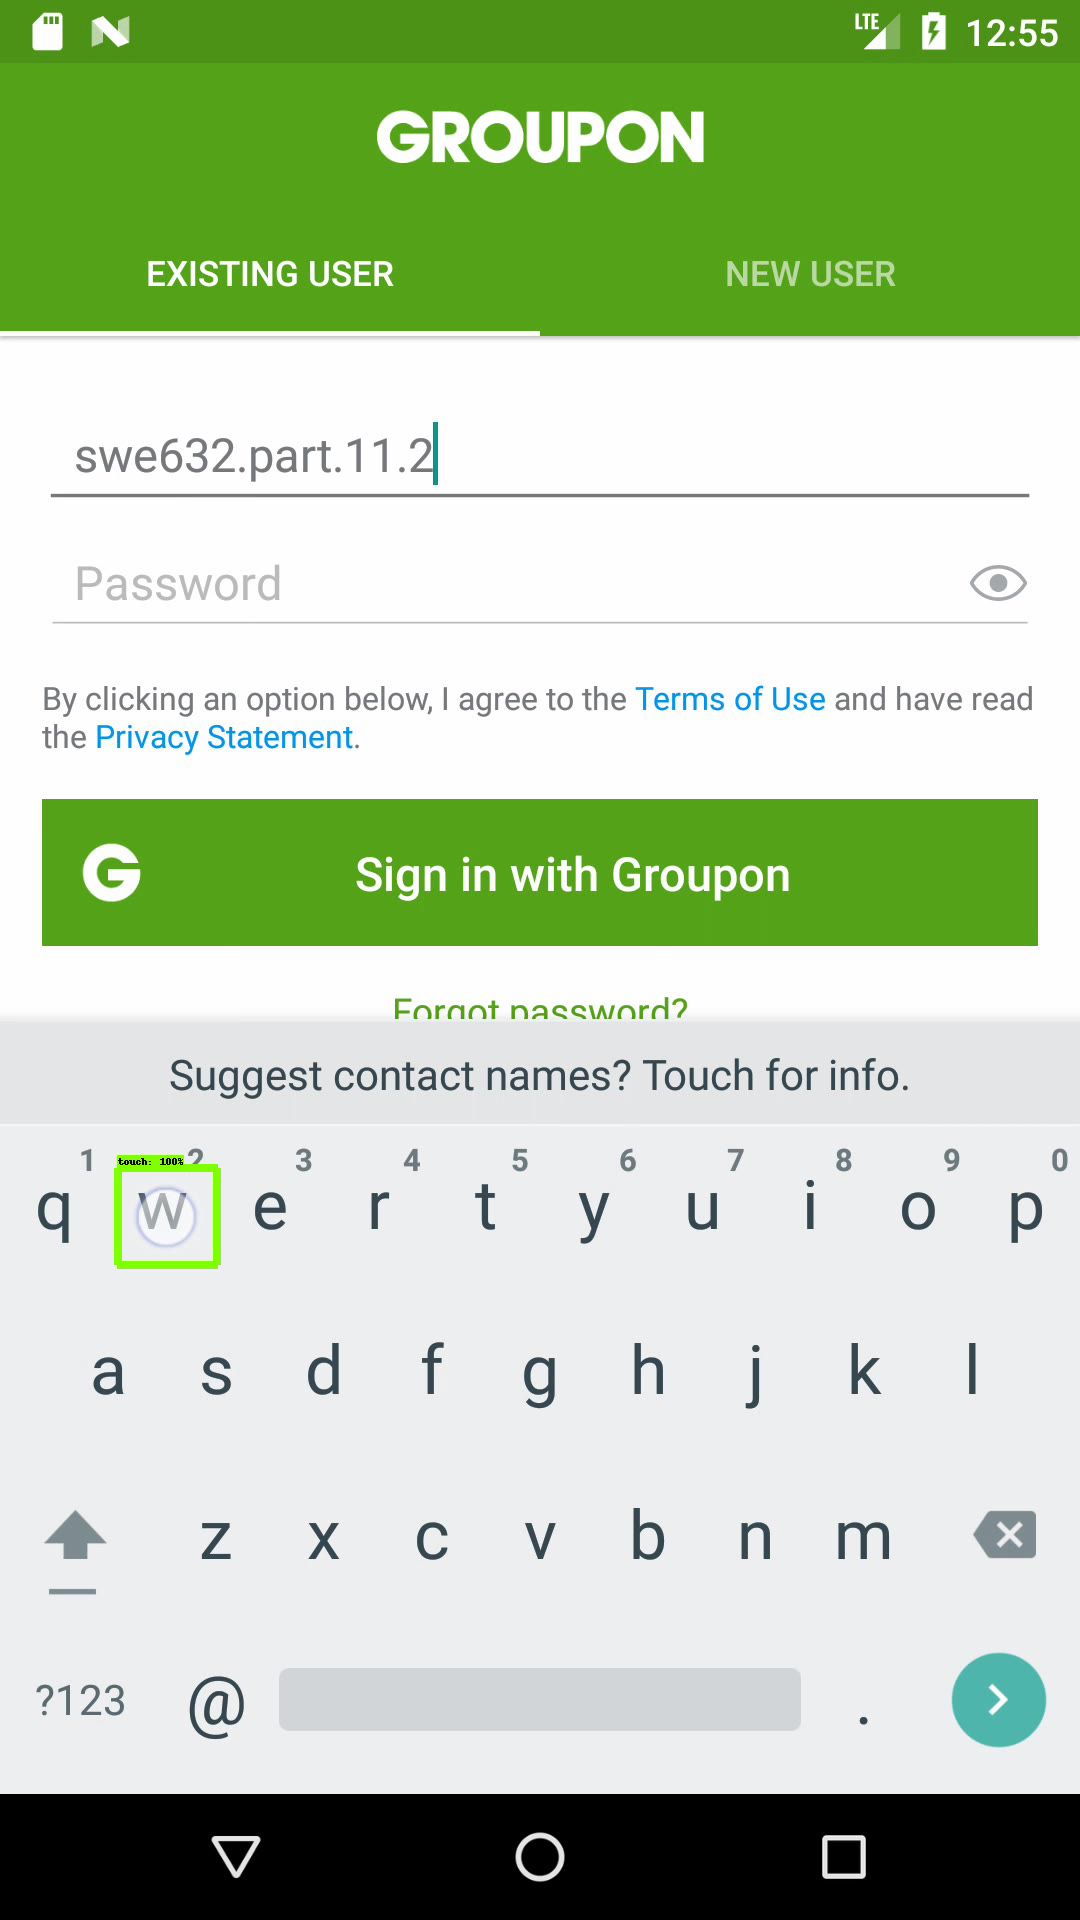 LTE 12:55
GROUPON
EXISTING USER NEW USER
swe632.part.11.2
Password
By clicking an option below, I agree to the Terms of Use and have read
the Privacy Statement.
G Sign in with Groupon
Forgot password?
Suggest contact names? Touch for info.
touch: 100%
1 2 3 4 5 6 7 8 9 0
q w e r t y u i o p
a s d f g h j k l
z x c v b n m
?123 @ .